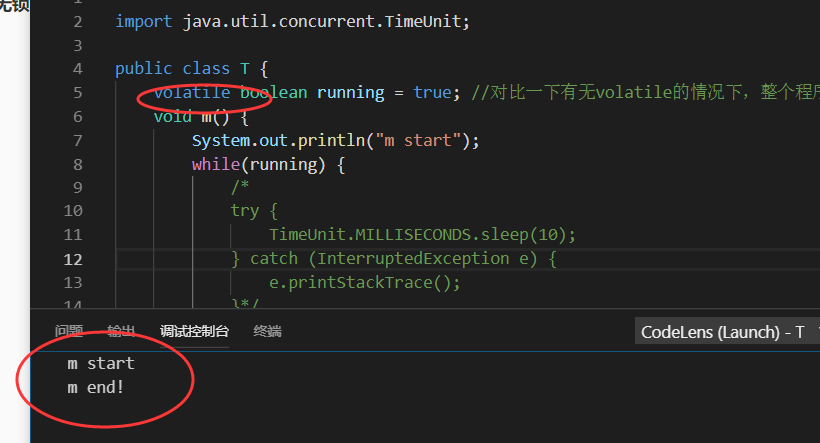 无锁
1
2 import java.util.concurrent.TimeUnit;
3
4 public class T {
5 volatile boolean running = true; //对比一下有无volatile的情况下，整个程序
6 void m() {
7 System.out.println("m start");
8 while(running) {
9 /*
10 try {
11 TimeUnit.MILLISECONDS.sleep(10);
12 } catch (InterruptedException e) {
13 e.printStackTrace();
14 }*/
问题 输出 调试控制台 终端 CodeLens (Launch) - T
m start
m end!